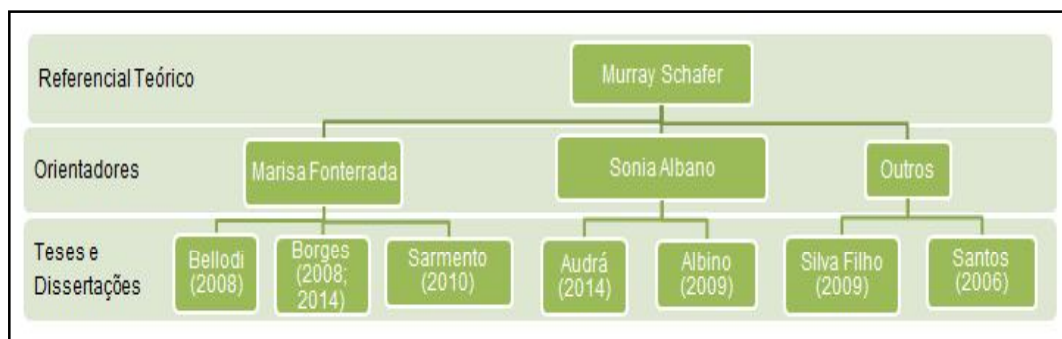 Referencial Teórico
Murray Schafer
Orientadores
Marisa Fonterrada
Sonia Albano
Outros
Teses e
Dissertações
Bellodi
(2008)
Borges
(2008;
2014)
Sarmento
(2010)
Audrá
(2014)
Albino
(2009)
Silva Filho
(2009)
Santos
(2006)